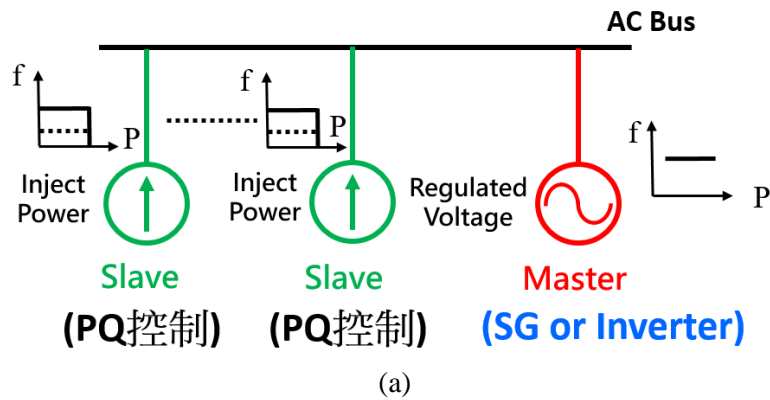 AC Bus
f
P
f
P
f
P
Inject
Power
Inject
Power
Regulated
Voltage
Slave
Slave
Master
(PQ控制)
(PQ控制)
(SG or Inverter)
(a)